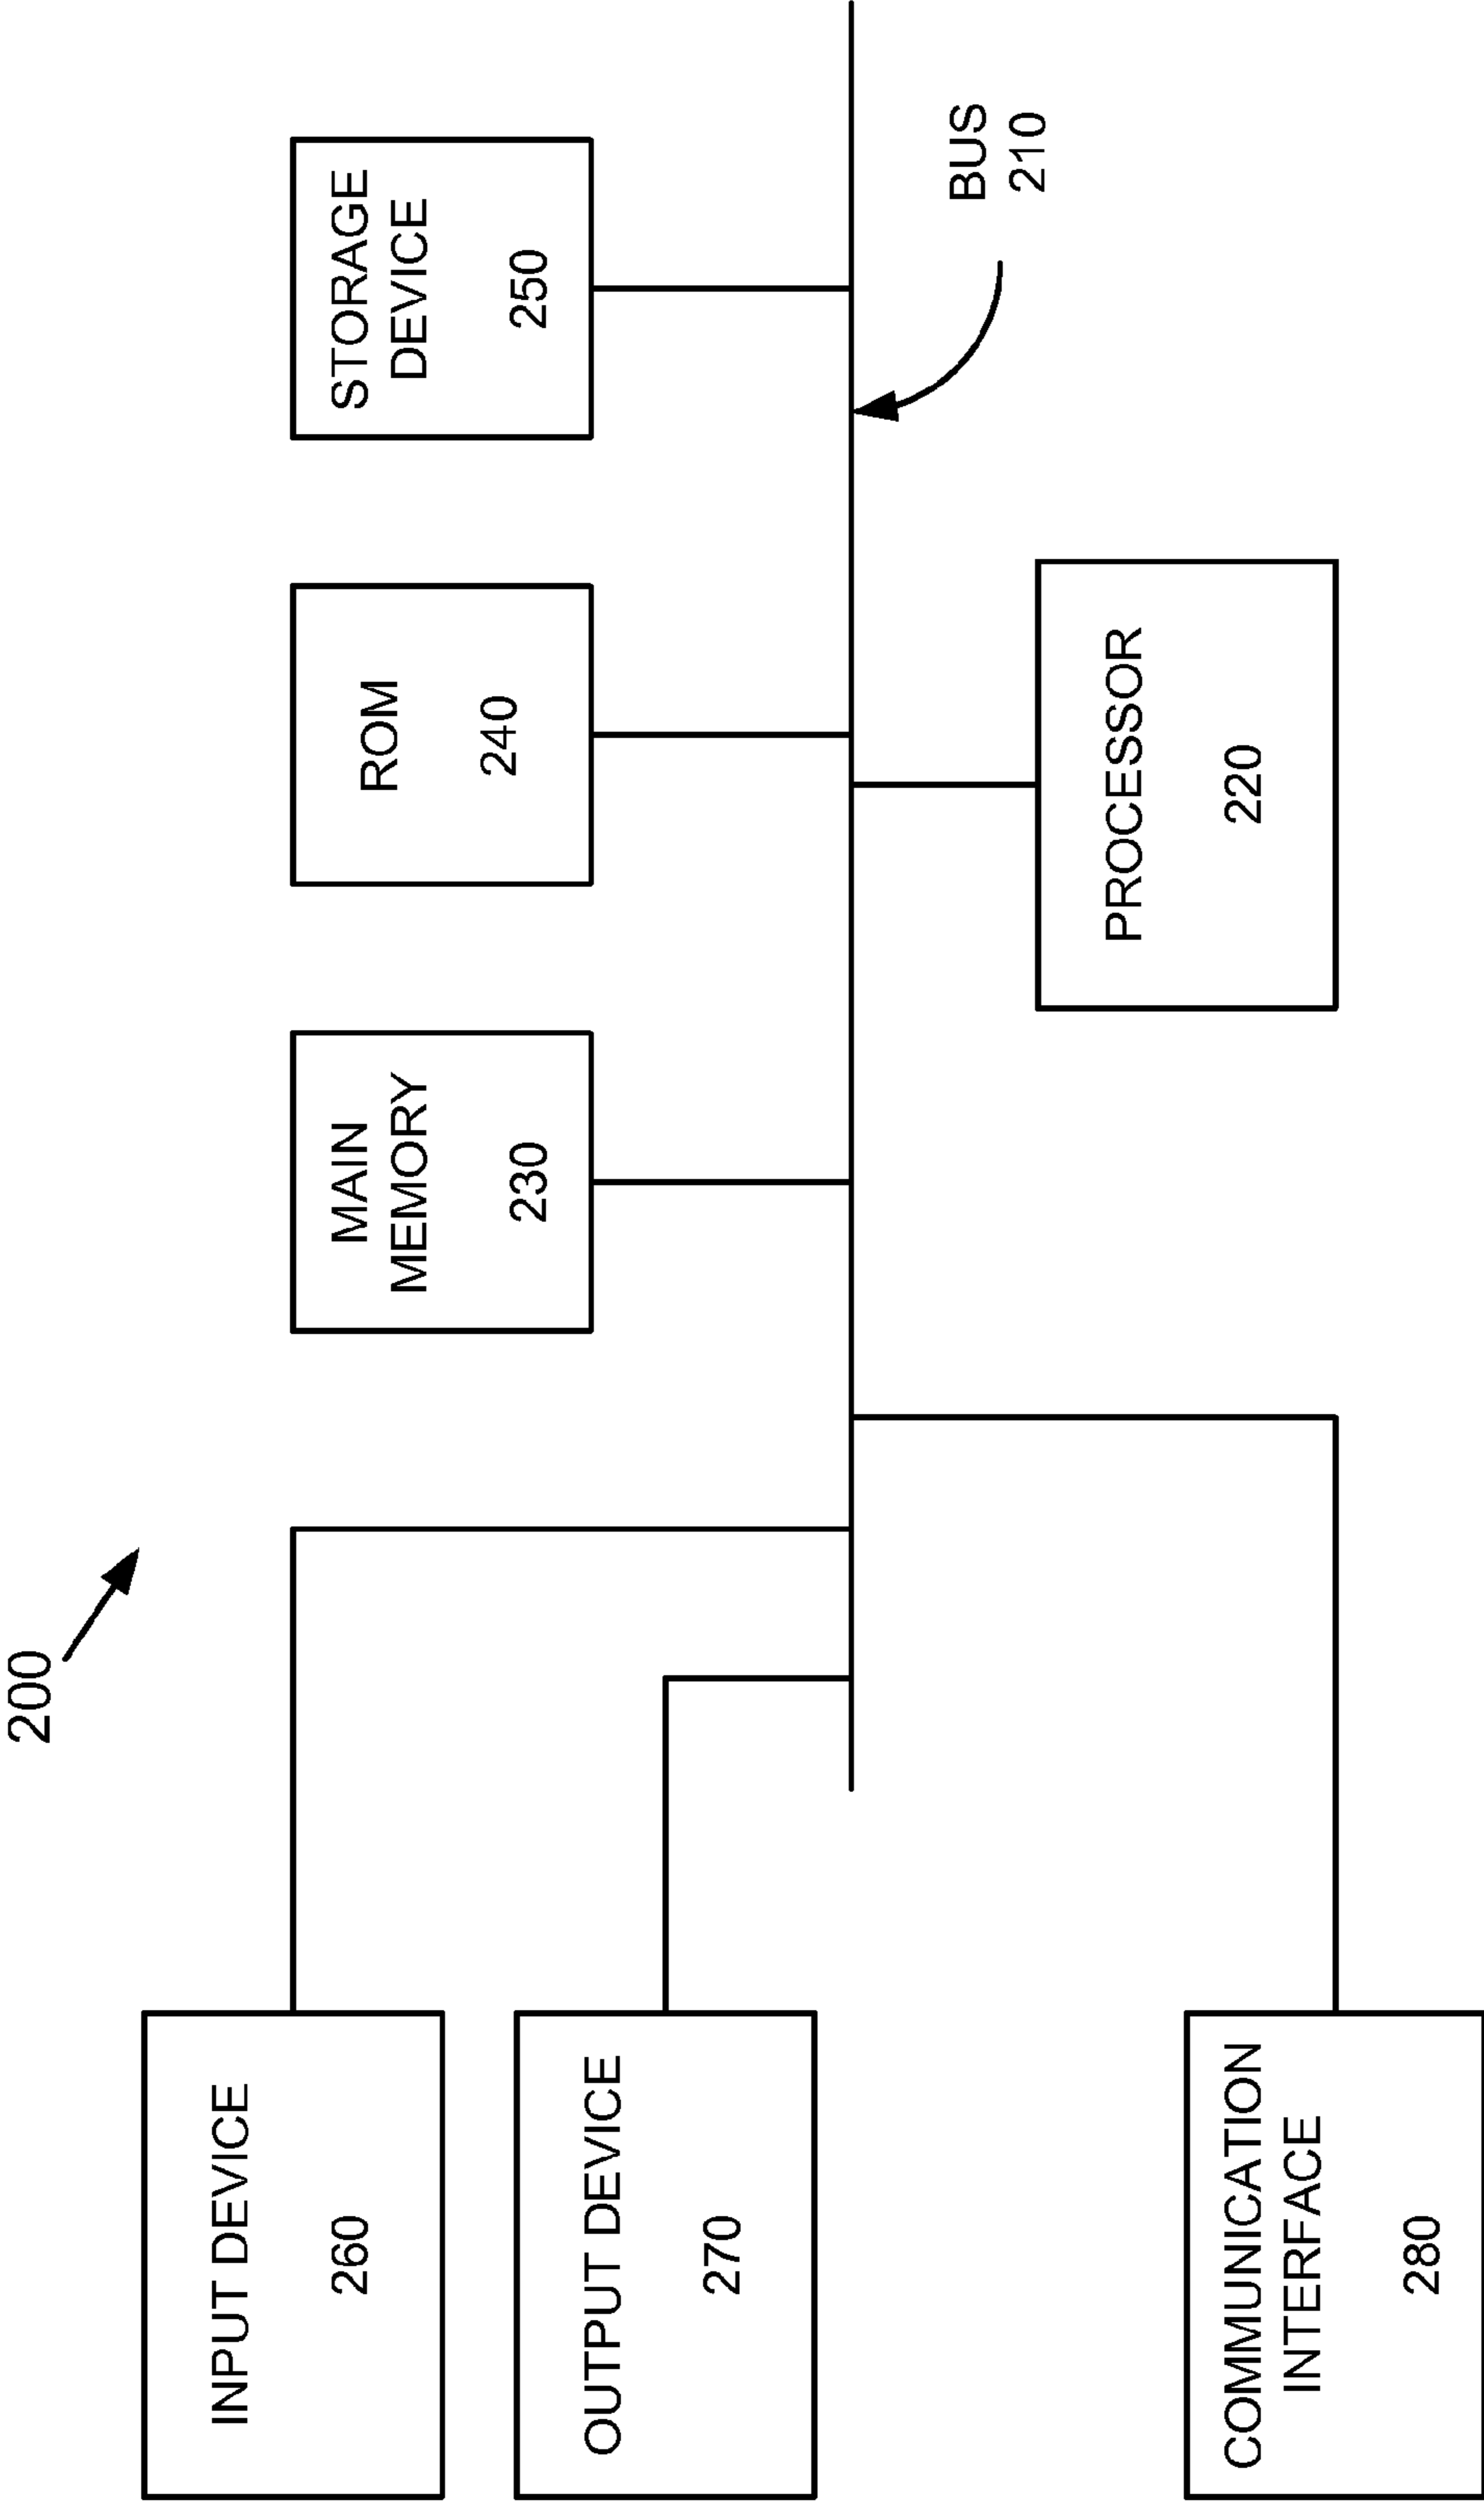 200
INPUT DEVICE
260
MAIN
MEMORY
230
ROM
240
STORAGE
DEVICE
250
OUTPUT DEVICE
270
BUS
210
PROCESSOR
220
COMMUNICATION
INTERFACE
280